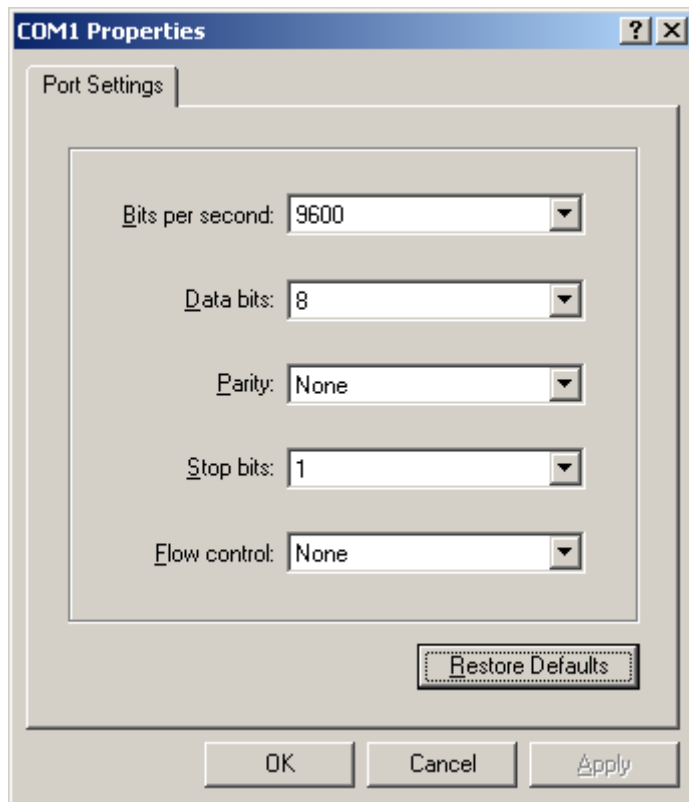 COM1 Properties
Port Settings
Bits per second: 9600
Data bits: 8
Parity: None
Stop bits: 1
Flow control: None
Restore Defaults
OK Cancel Apply